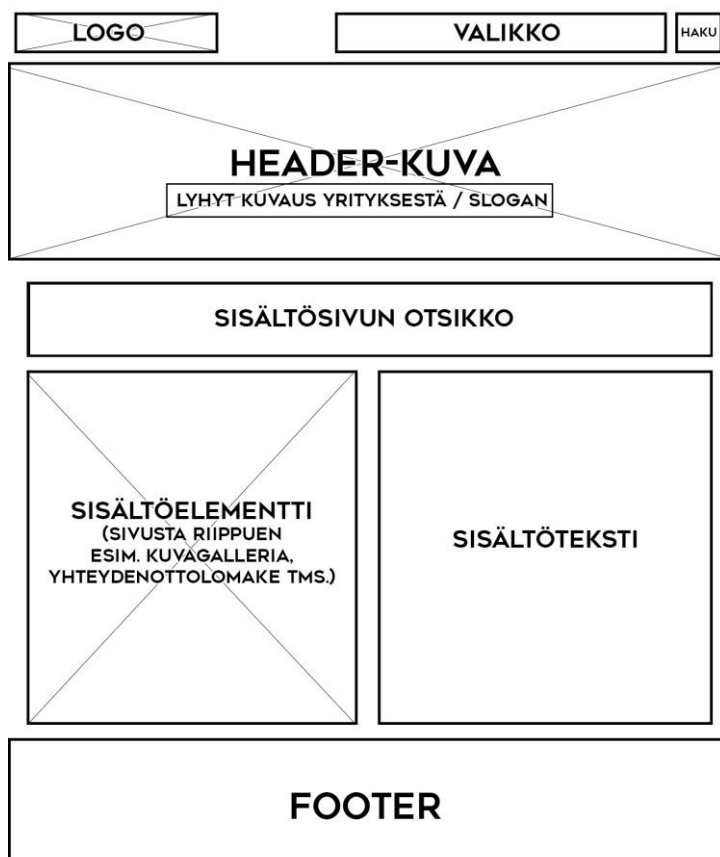 LOGO
VALIKKO
HAKU
HEADER-KUVA
LYHYT KUVAUS YRITYKSESTÄ / SLOGAN
SISÄLTÖSIVUN OTSIKKO
SISÄLTÖELEMENTTI
(SIVUSTA RIIPPUEN
ESIM. KUVAGALLERIA,
YHTEYDENOTTOLOMAKE TMS.)
SISÄLTÖTEKSTI
FOOTER